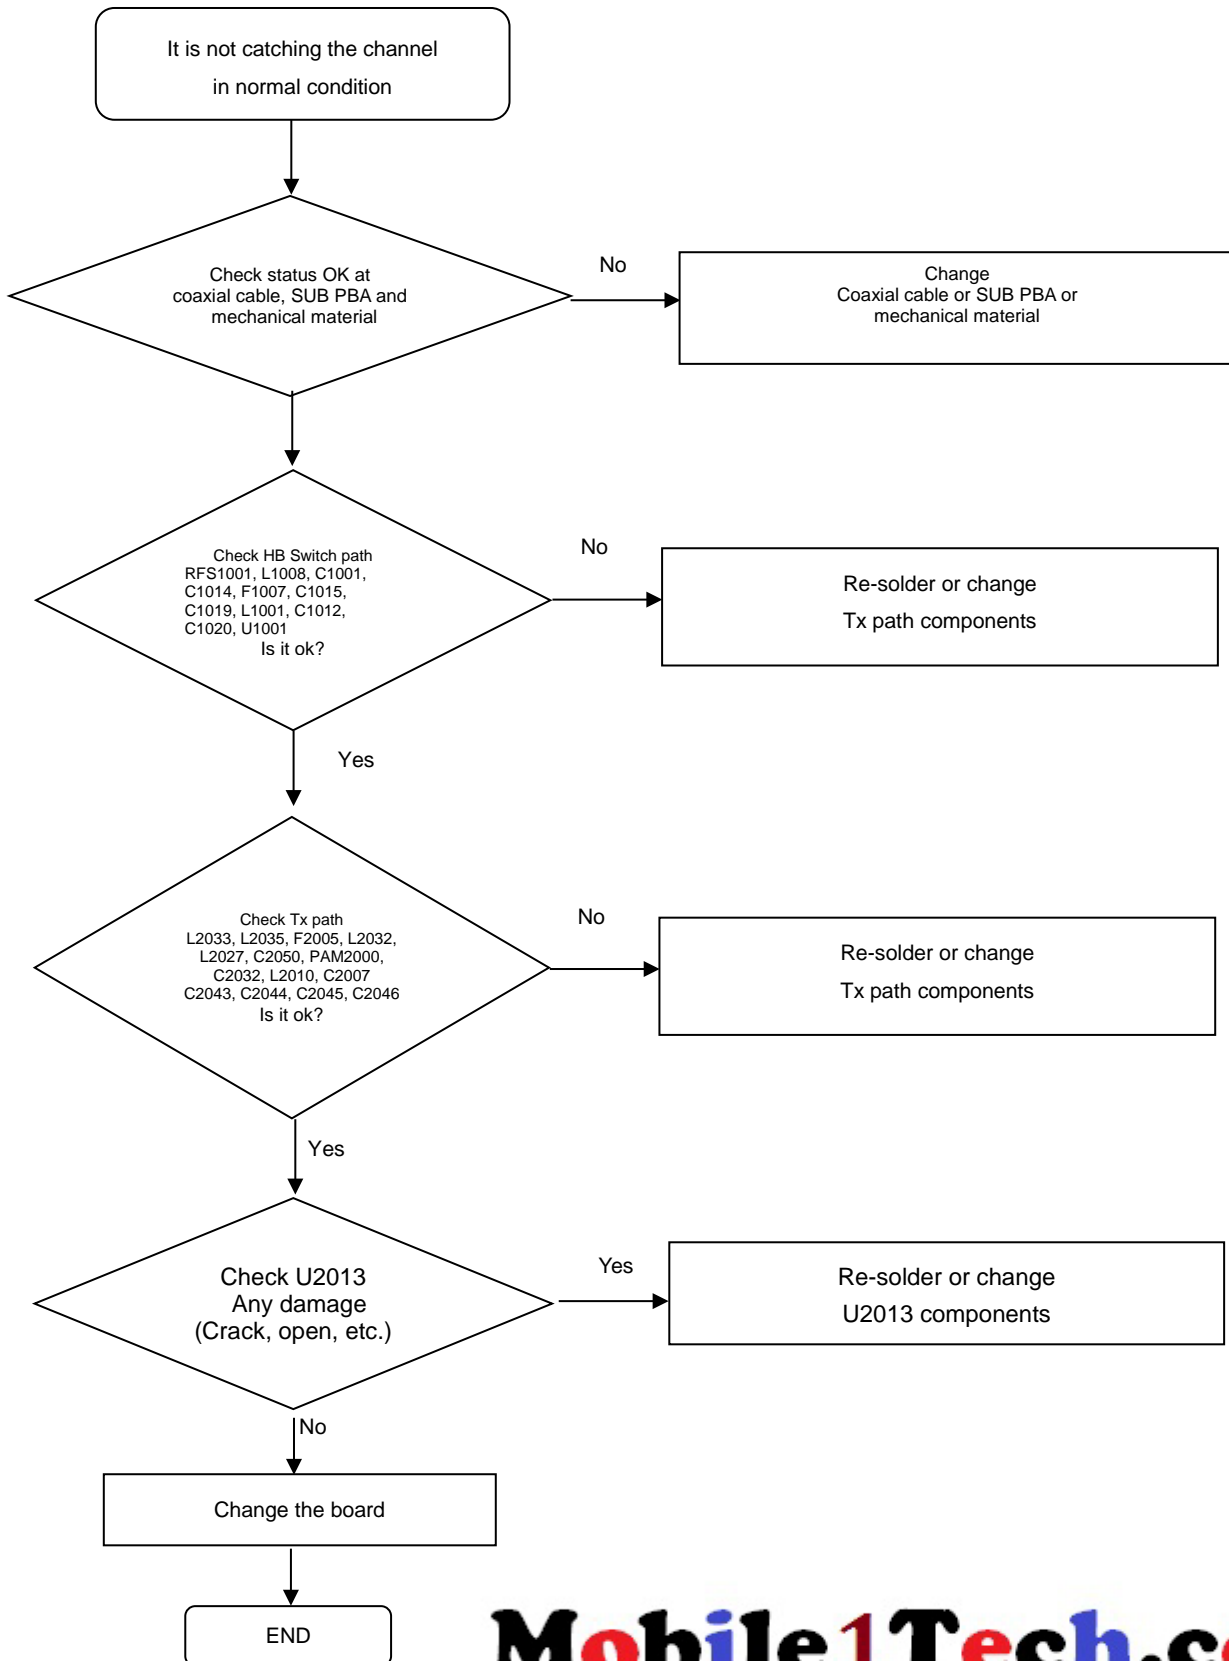 It is not catching the channel
in normal condition
Check status OK at
coaxial cable, SUB PBA and
mechanical material
No
Change
Coaxial cable or SUB PBA or
mechanical material
Check HB Switch path
RFS1001, L1008, C1001,
C1014, F1007, C1015,
C1019, L1001, C1012,
C1020, U1001
Is it ok?
No
Re-solder or change
Tx path components
Yes
Check Tx path
L2033, L2035, F2005, L2032,
L2027, C2050, PAM2000,
C2032, L2010, C2007
C2043, C2044, C2045, C2046
Is it ok?
No
Re-solder or change
Tx path components
Yes
Check U2013
Any damage
(Crack, open, etc.)
Yes
Re-solder or change
U2013 components
No
Change the board
END
Mobile1Tech.c